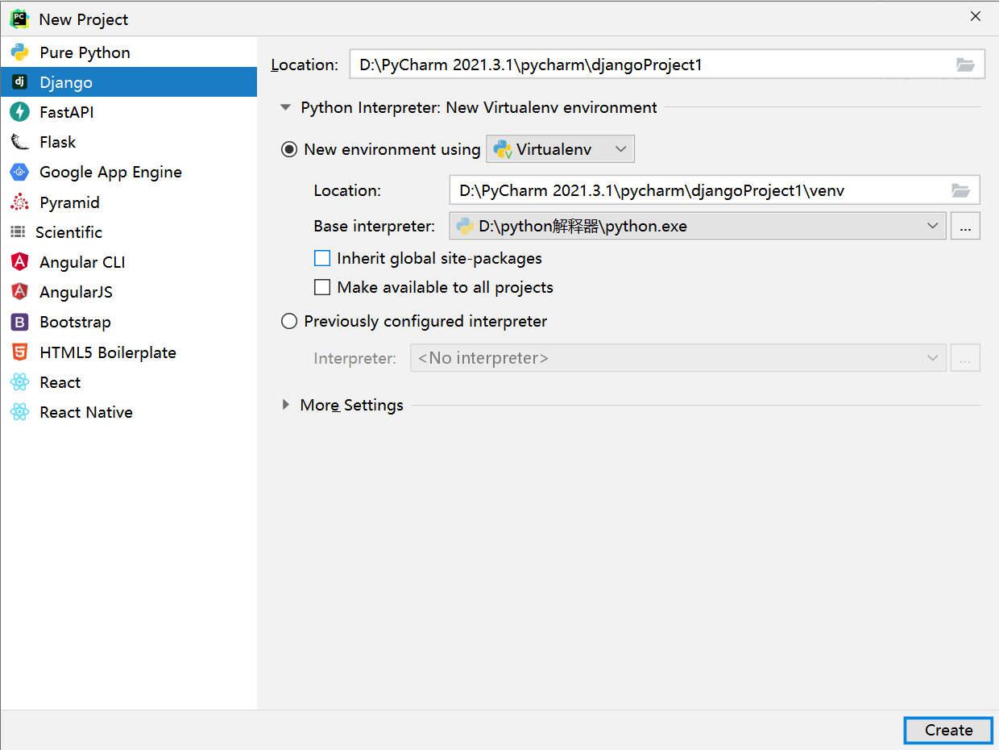 New Project
Pure Python
Django
FastAPI
Flask
Google App Engine
Pyramid
Scientific
Angular CLI
AngularJS
Bootstrap
HTML5 Boilerplate
React
React Native
Location: D:\PyCharm 2021.3.1\pycharm\djangoProject1
Python Interpreter: New Virtualenv environment
New environment using Virtualenv
Location: D:\PyCharm 2021.3.1\pycharm\djangoProject1\venv
Base interpreter: D:\python解释器\python.exe ...
Inherit global site-packages
Make available to all projects
Previously configured interpreter
Interpreter: <No interpreter> ...
More Settings
Create